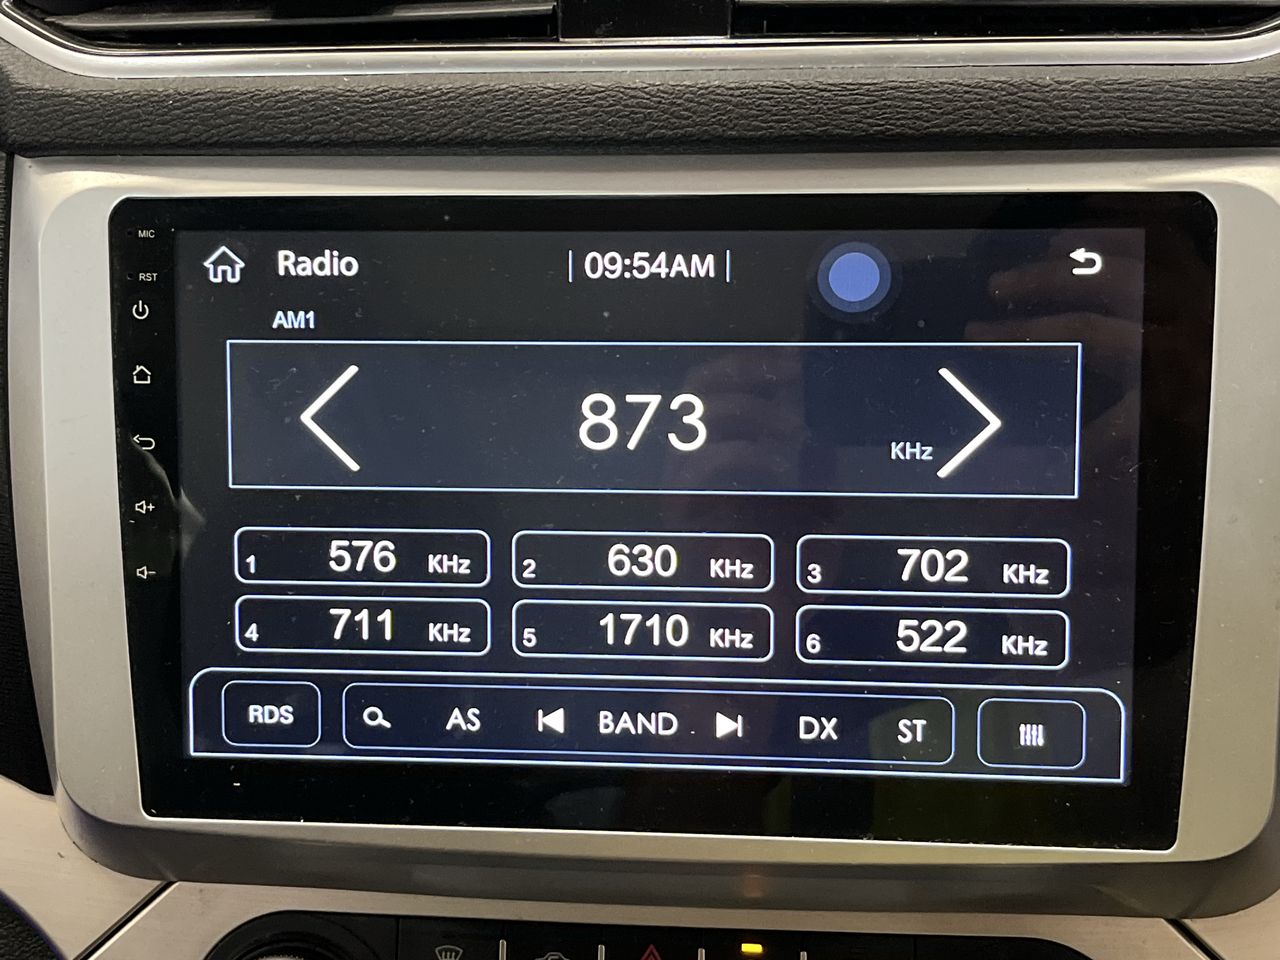 MIC
RST
Radio
09:54AM
AM1
873
KHz
1 576 KHz
2 630 KHz
3 702 KHz
4 711 KHz
5 1710 KHz
6 522 KHz
RDS AS BAND DX ST